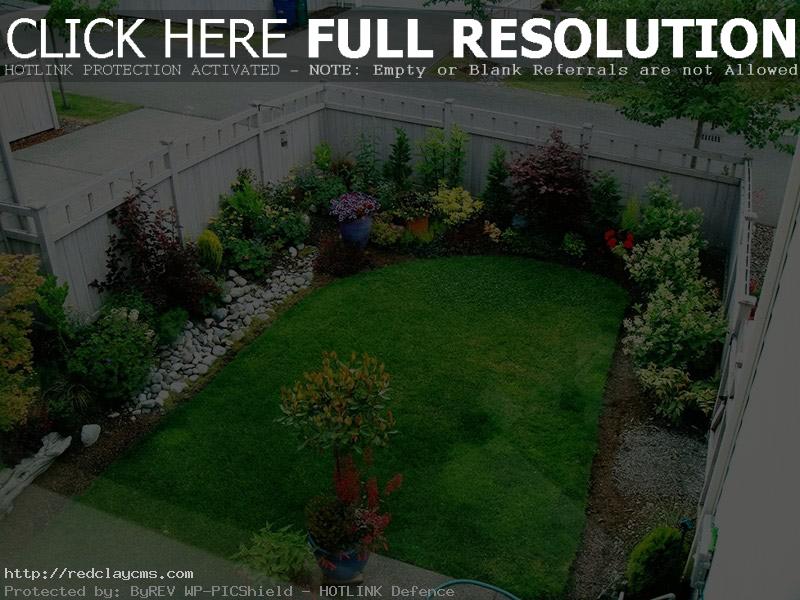 CLICK HERE FULL RESOLUTION
HOTLINK PROTECTION ACTIVATED – NOTE: Empty or Blank Referrals are not Allowed
http://redclaycms.com
Protected by: ByREV WP-PICShield – HOTLINK Defence